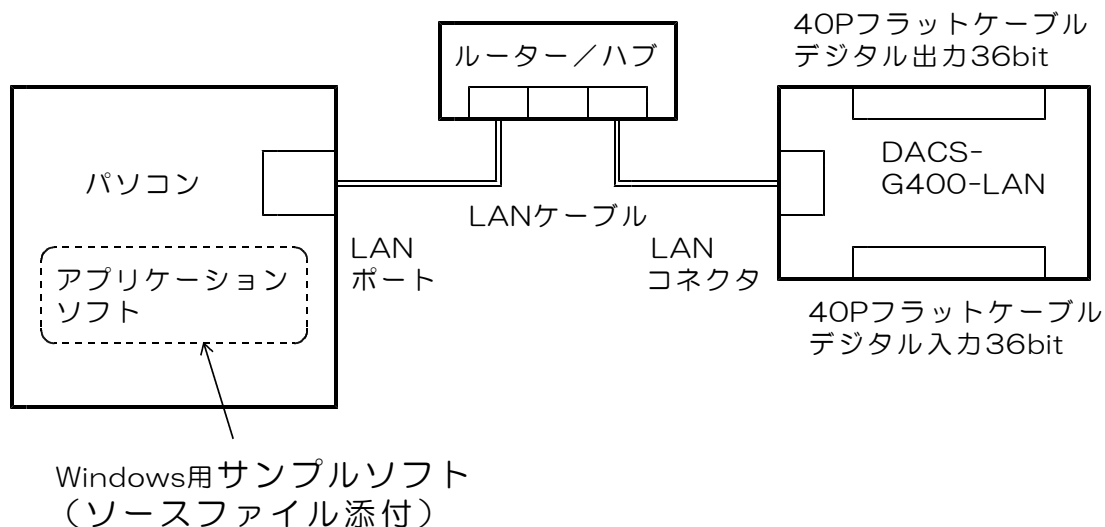 40Pフラットケーブル
デジタル出力36bit
ルーター／ハブ
パソコン
DACS-
G400-LAN
LANケーブル
LAN
ポート
LAN
コネクタ
アプリケーション
ソフト
40Pフラットケーブル
デジタル入力36bit
Windows用サンプルソフト
（ソースファイル添付）